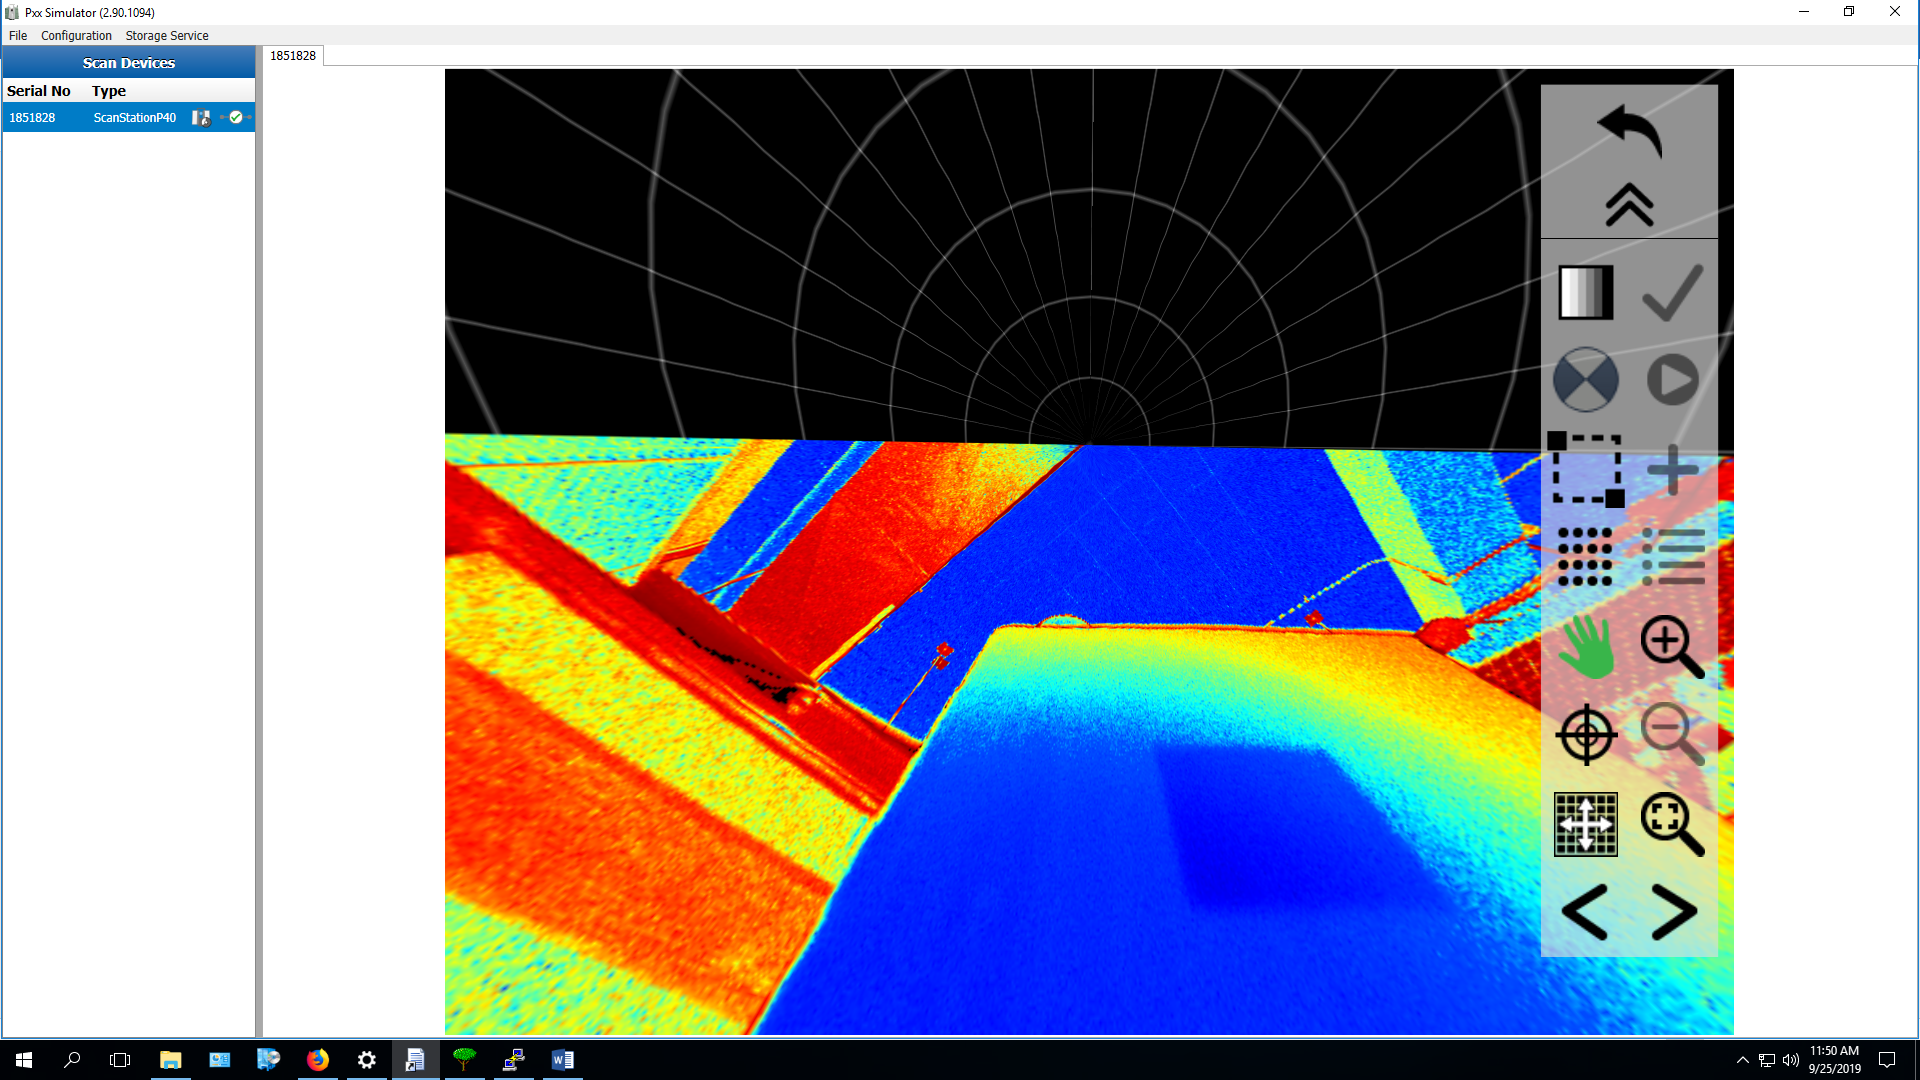 Pxx Simulator (2.90.1094)
File Configuration Storage Service
Scan Devices
1851828
Serial No Type
1851828 ScanStationP40
11:50 AM
9/25/2019